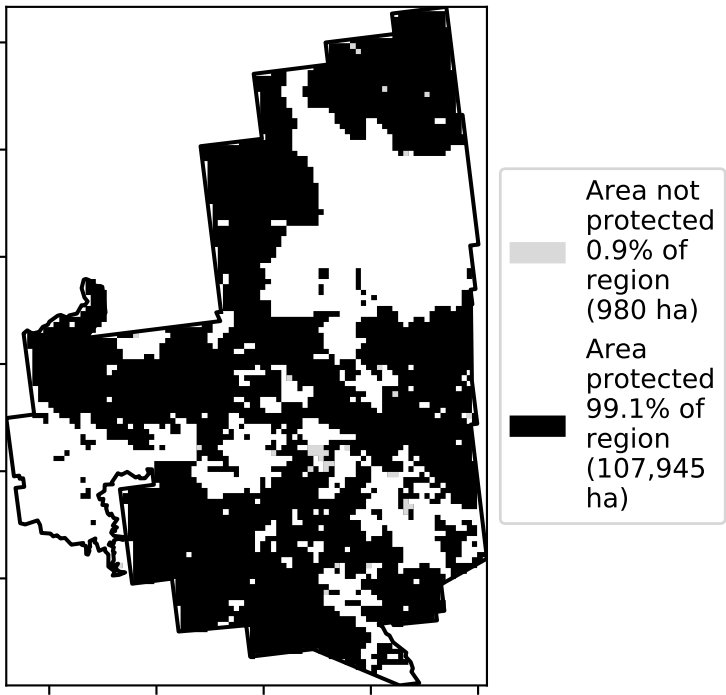 Area not
protected
0.9% of
region
(980 ha)
Area
protected
99.1% of
region
(107,945
ha)